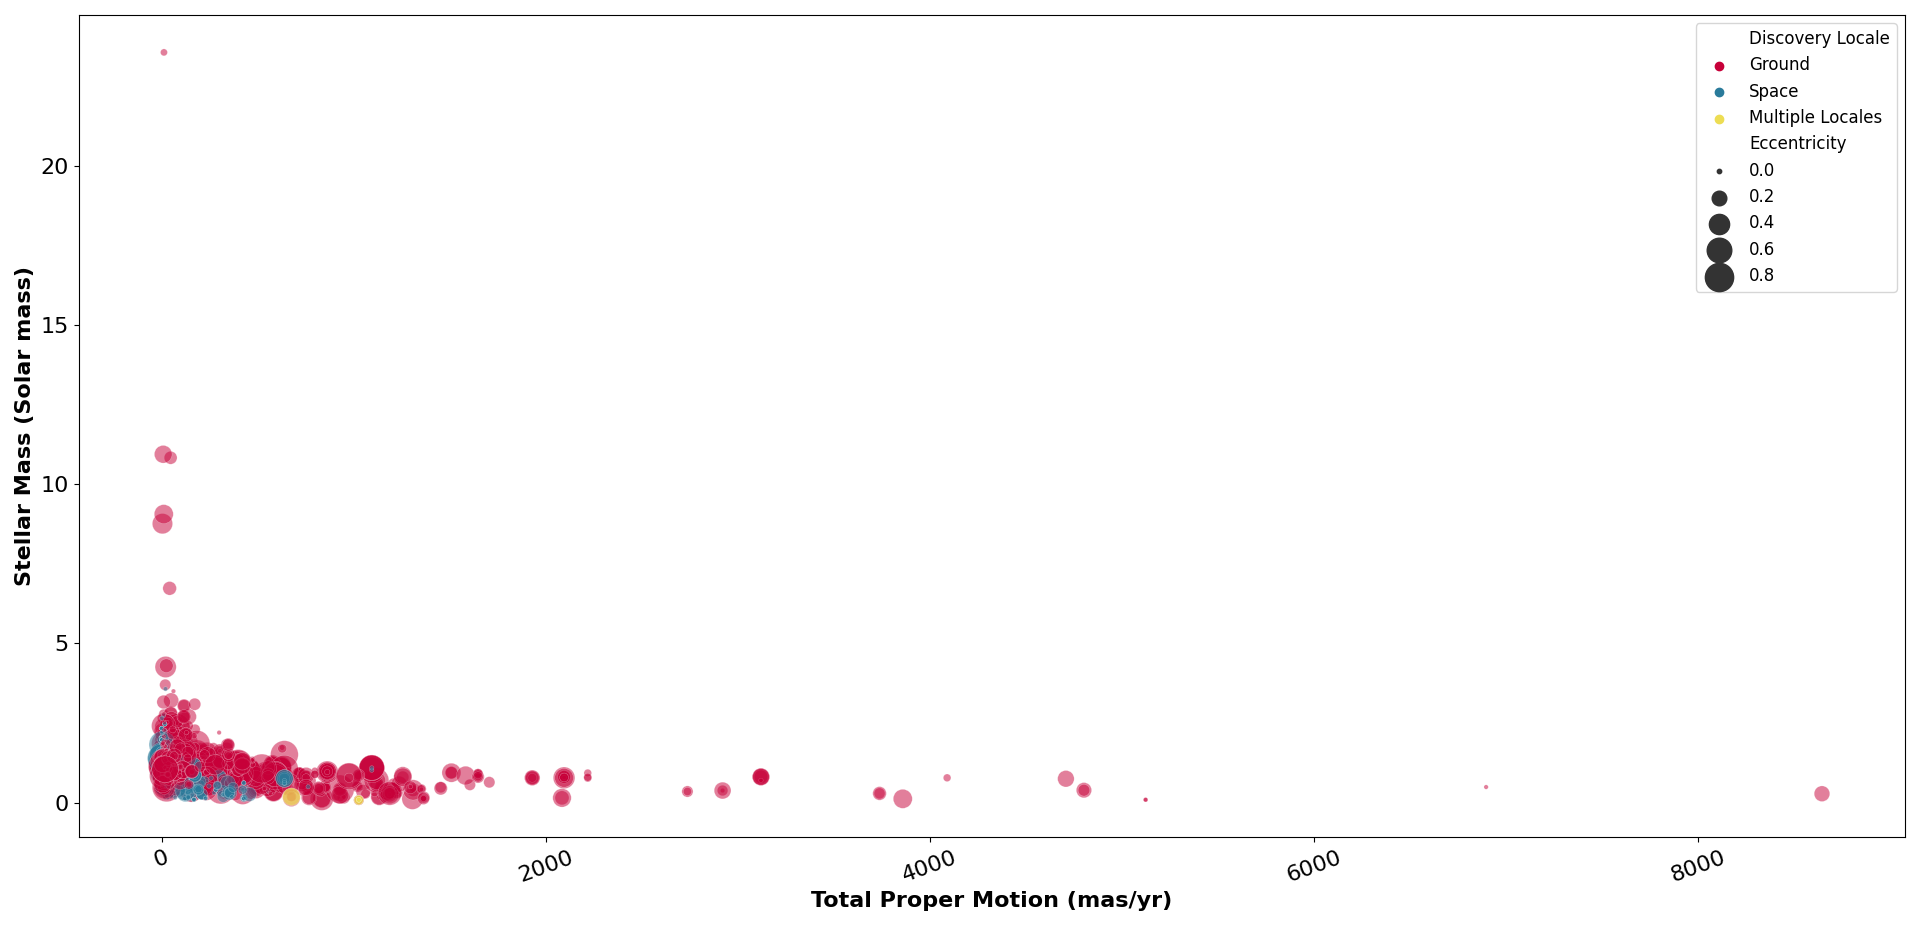 Discovery Locale
Ground
Space
Multiple Locales
Eccentricity
0.0
0.2
0.4
0.6
0.8
Stellar Mass (Solar mass)
20
15
10
5
0
0
2000
4000
6000
8000
Total Proper Motion (mas/yr)